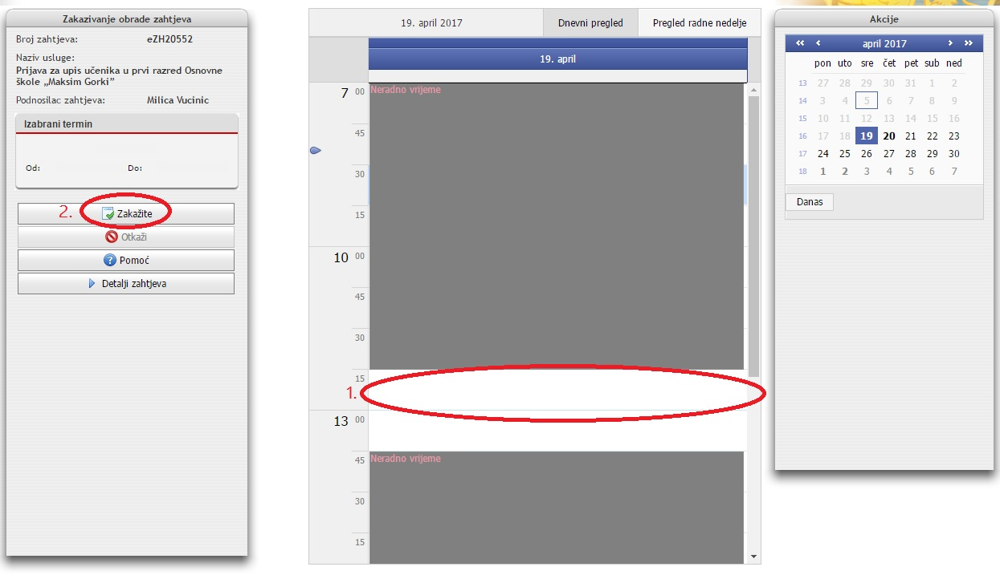 Zakazivanje obrade zahtjeva
Broj zahtjeva: eZH20552
Naziv usluge:
Prijava za upis učenika u prvi razred Osnovne
škole „Maksim Gorki”
Podnosilac zahtjeva: Milica Vucinic
Izabrani termin
Od: Do:
2. Zakažite
Otkaži
Pomoć
Detalji zahtjeva
19. april 2017 Dnevni pregled Pregled radne nedelje
19. april
7 00 Neradno vrijeme
45
30
15
10 00
45
30
15
1.
13 00
45 Neradno vrijeme
30
15
Akcije
april 2017
pon uto sre čet pet sub ned
13 27 28 29 30 31 1 2
14 3 4 5 6 7 8 9
15 10 11 12 13 14 15 16
16 17 18 19 20 21 22 23
17 24 25 26 27 28 29 30
18 1 2 3 4 5 6 7
Danas